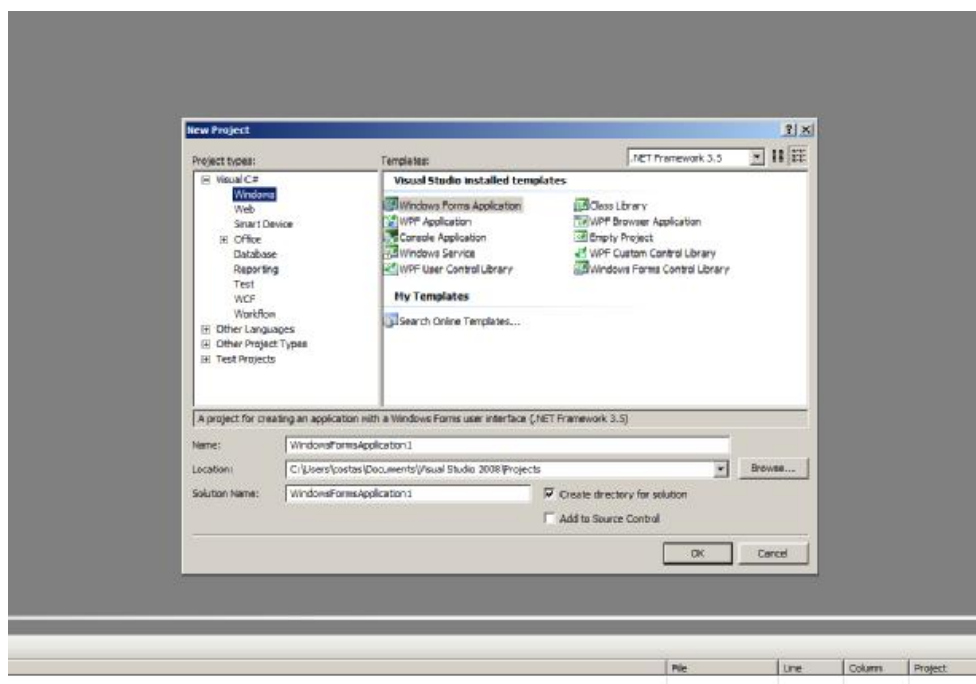 New Project
Project types:
Templates:
.NET Framework 3.5
Visual C#
Windows
Web
Smart Device
Office
Database
Reporting
Test
WCF
Workflow
Other Languages
Other Project Types
Test Projects
Visual Studio installed templates
Windows Forms Application
WPF Application
Console Application
Windows Service
WPF User Control Library
Class Library
WPF Browser Application
Empty Project
WPF Custom Control Library
Windows Forms Control Library
My Templates
Search Online Templates...
A project for creating an application with a Windows Forms user interface (.NET Framework 3.5)
Name:
WindowsFormsApplication1
Location:
C:\Users\costas\Documents\Visual Studio 2008\Projects
Browse...
Solution Name:
WindowsFormsApplication1
Create directory for solution
Add to Source Control
OK
Cancel
File
Line
Column
Project